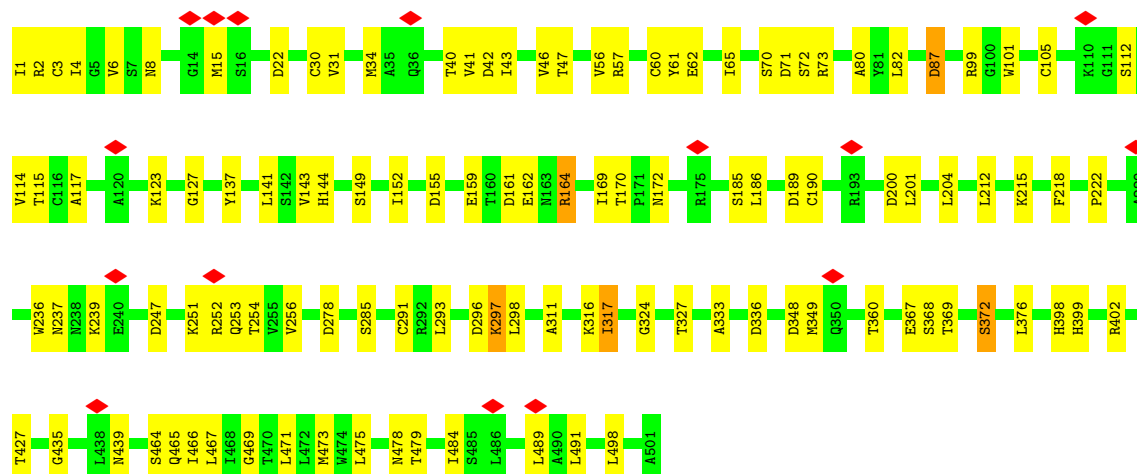 I1 R2 C3 I4 G5 V6 S7 N8 G14 M15 S16 D22 C30 V31 M34 A35 Q36 T40 V41 D42 I43 V46 T47 V56 R57 C60 Y61 E62 I65 S70 D71 S72 R73 A80 Y81 L82 D87 R99 G100 W101 C105 K110 G111 S112
V114 T115 C116 A117 A120 K123 G127 Y137 L141 S142 V143 H144 S149 I152 D155 E159 T160 D161 E162 N163 R164 I169 T170 P171 N172 R175 S185 L186 D189 C190 R193 D200 L201 L204 L212 K215 F218 P222
W236 N237 N238 K239 E240 D247 K251 R252 Q253 T254 V255 V256 D278 S285 C291 R292 L293 D296 K297 L298 A311 K316 I317 G324 T327 A333 D336 D348 M349 Q350 T360 E367 S368 T369 S372 L376 H398 H399 R402
T427 G435 L438 N439 S464 Q465 I466 L467 I468 G469 T470 L471 L472 M473 W474 L475 N478 T479 I484 S485 L486 L489 A490 L491 L498 A501